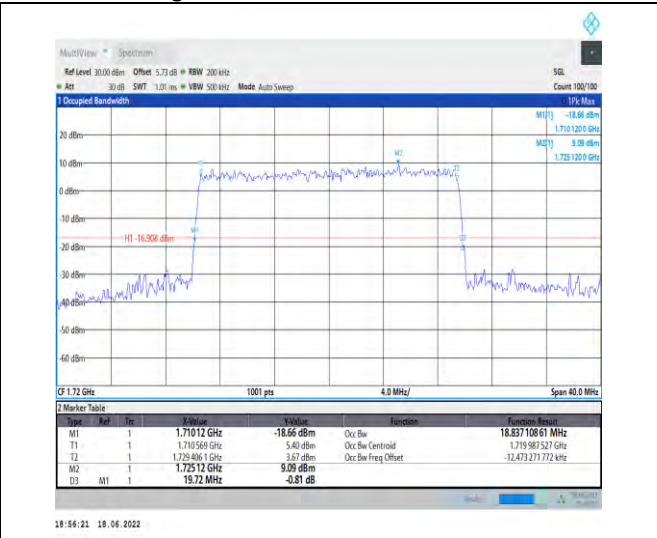 MultiView Spectrum
Ref Level 30.00 dBm Offset 5.73 dB RBW 200 kHz SGL
Att 30 dB SWT 1.01 ms VBW 500 kHz Mode Auto Sweep Count 100/100
1 Occupied Bandwidth 1Pk Max
M1[1] -18.66 dBm
1.710 120 0 GHz
20 dBm
M2[1] 9.09 dBm
1.725 120 0 GHz
M2
10 dBm
T1
T2
0 dBm
-10 dBm
M1
H1 -16.908 dBm
-20 dBm
-30 dBm
-40 dBm
-50 dBm
-60 dBm
CF 1.72 GHz 1001 pts 4.0 MHz/ Span 40.0 MHz
2 Marker Table
Type Ref Trc X-Value Y-Value Function Function Result
M1 1 1.71012 GHz -18.66 dBm Occ Bw 18.837 108 61 MHz
T1 1 1.710 569 GHz 5.40 dBm Occ Bw Centroid 1.719 987 527 GHz
T2 1 1.729 406 1 GHz 3.67 dBm Occ Bw Freq Offset -12.473 271 772 kHz
M2 1 1.72512 GHz 9.09 dBm
D3 M1 1 19.72 MHz -0.81 dB
18:56:21 18.06.2022